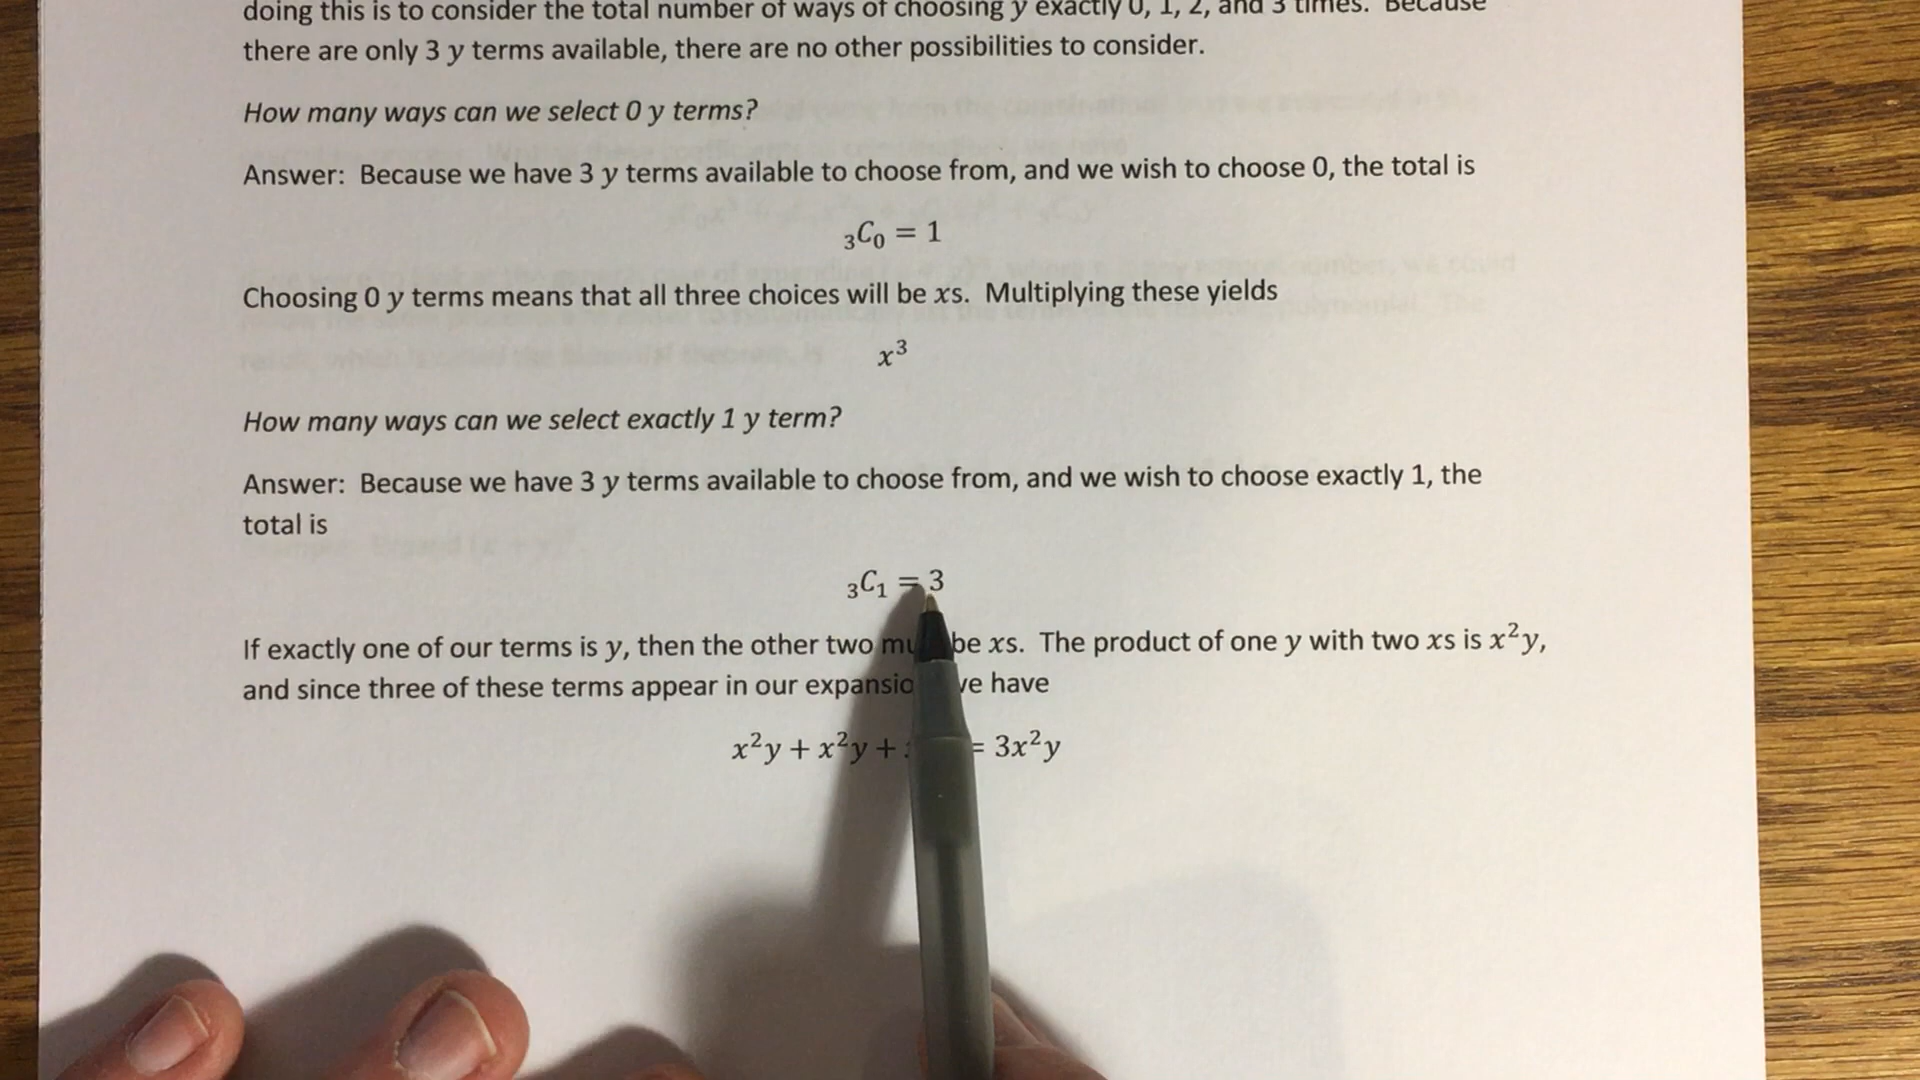 doing this is to consider the total number of ways of choosing y exactly 0, 1, 2, and 3 times. Because
there are only 3 y terms available, there are no other possibilities to consider.
How many ways can we select 0 y terms?
Answer: Because we have 3 y terms available to choose from, and we wish to choose 0, the total is
₃C₀ = 1
Choosing 0 y terms means that all three choices will be xs. Multiplying these yields
x³
How many ways can we select exactly 1 y term?
Answer: Because we have 3 y terms available to choose from, and we wish to choose exactly 1, the
total is
₃C₁ = 3
If exactly one of our terms is y, then the other two be xs. The product of one y with two xs is x²y,
and since three of these terms appear in our have
x²y + x²y + = 3x²y